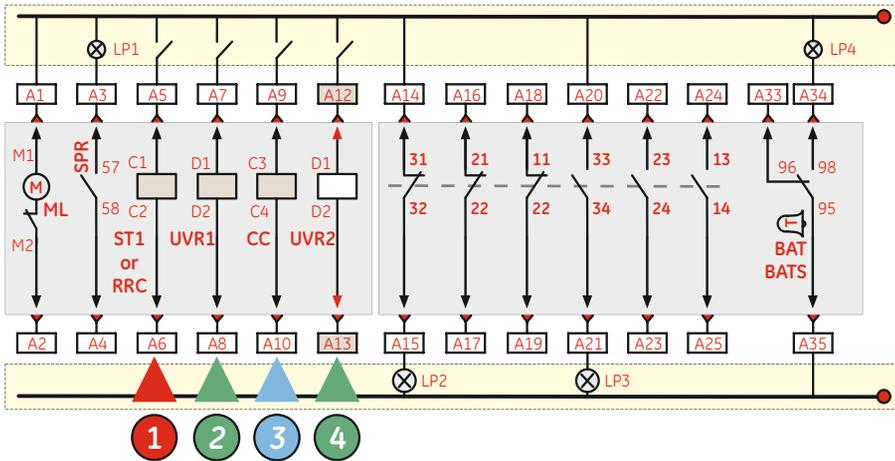 LP1
LP4
A1 A3 A5 A7 A9 A12 A14 A16 A18 A20 A22 A24 A33 A34
M1 SPR 57 C1 D1 C3 D1 31 21 11 33 23 13 96 98
M
ML 58 C2 D2 C4 D2 32 22 22 34 24 14 95
M2 ST1 UVR1 CC UVR2 T
or BAT
RRC BATS
A2 A4 A6 A8 A10 A13 A15 A17 A19 A21 A23 A25 A35
LP2 LP3
1 2 3 4